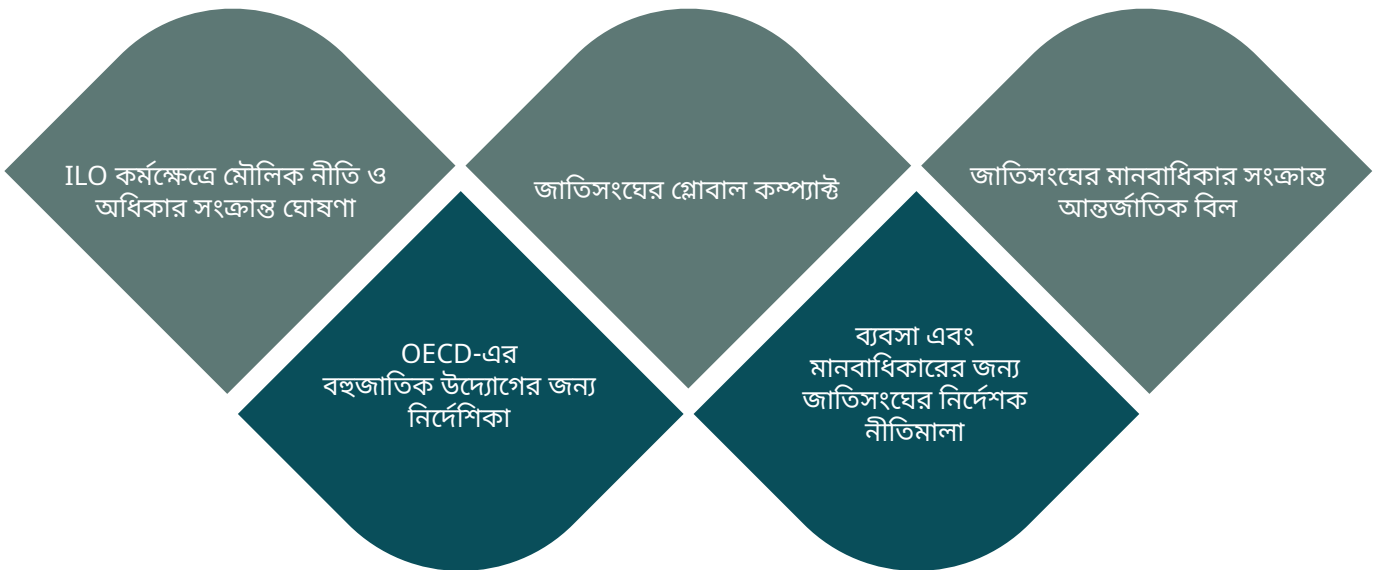 ILO কর্মক্ষেত্রে মৌলিক নীতি ও
অধিকার সংক্রান্ত ঘোষণা
জাতিসংঘের গ্লোবাল কম্প্যাক্ট
জাতিসংঘের মানবাধিকার সংক্রান্ত
আন্তর্জাতিক বিল
OECD-এর
বহুজাতিক উদ্যোগের জন্য
নির্দেশিকা
ব্যবসা এবং
মানবাধিকারের জন্য
জাতিসংঘের নির্দেশক
নীতিমালা